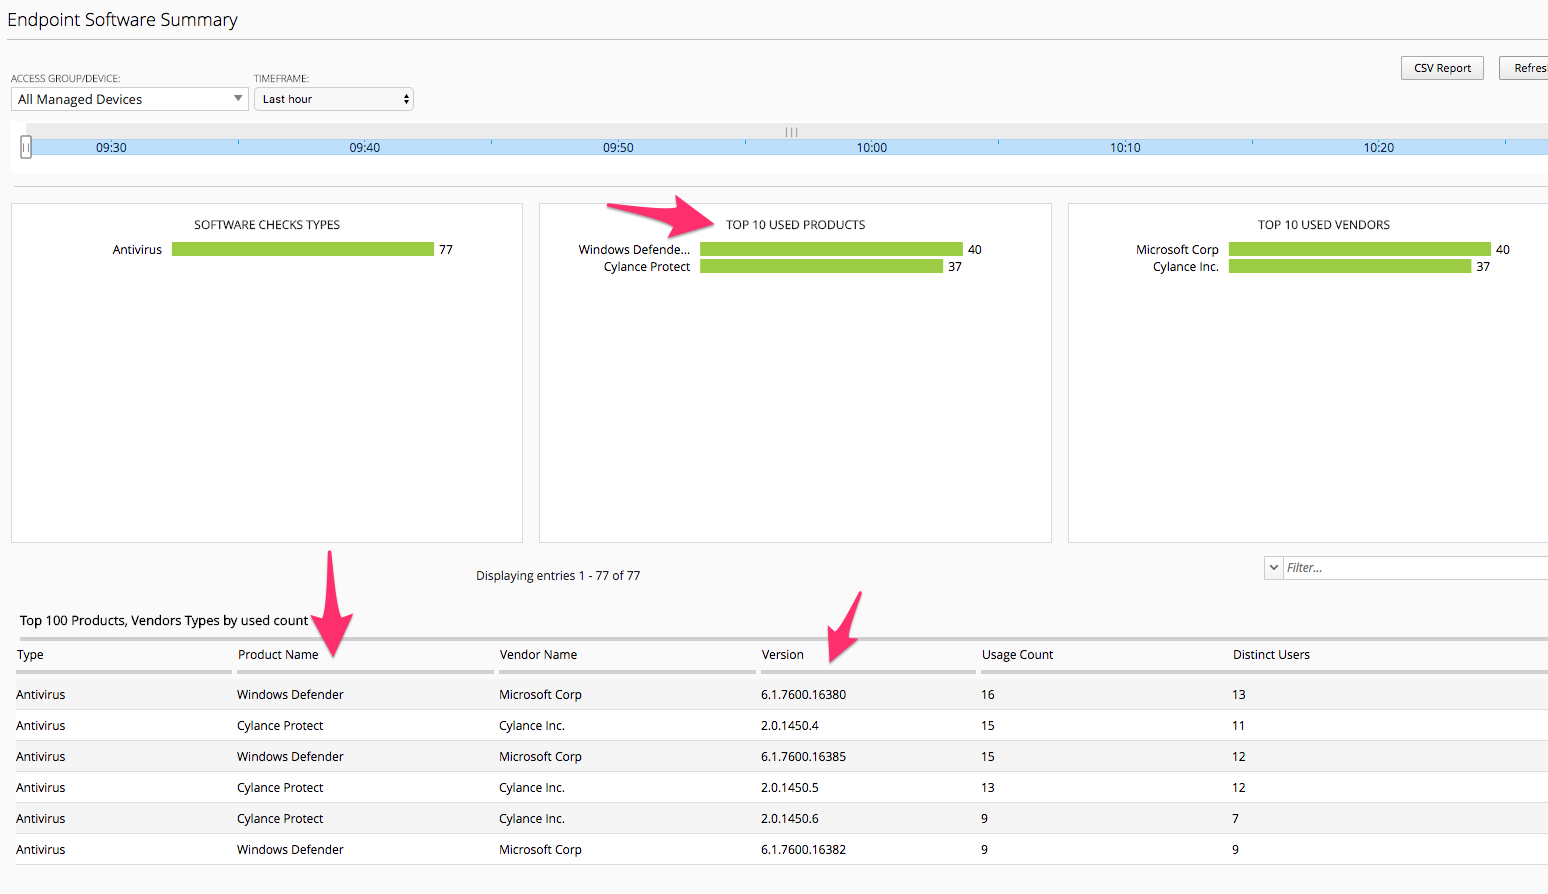 Endpoint Software Summary
CSV Report Refres
ACCESS GROUP/DEVICE: TIMEFRAME:
All Managed Devices Last hour
09:30 09:40 09:50 10:00 10:10 10:20
SOFTWARE CHECKS TYPES
Antivirus 77
TOP 10 USED PRODUCTS
Windows Defende... 40
Cylance Protect 37
TOP 10 USED VENDORS
Microsoft Corp 40
Cylance Inc. 37
Displaying entries 1 - 77 of 77
Filter...
Top 100 Products, Vendors Types by used count
Type Product Name Vendor Name Version Usage Count Distinct Users
Antivirus Windows Defender Microsoft Corp 6.1.7600.16380 16 13
Antivirus Cylance Protect Cylance Inc. 2.0.1450.4 15 11
Antivirus Windows Defender Microsoft Corp 6.1.7600.16385 15 12
Antivirus Cylance Protect Cylance Inc. 2.0.1450.5 13 12
Antivirus Cylance Protect Cylance Inc. 2.0.1450.6 9 7
Antivirus Windows Defender Microsoft Corp 6.1.7600.16382 9 9